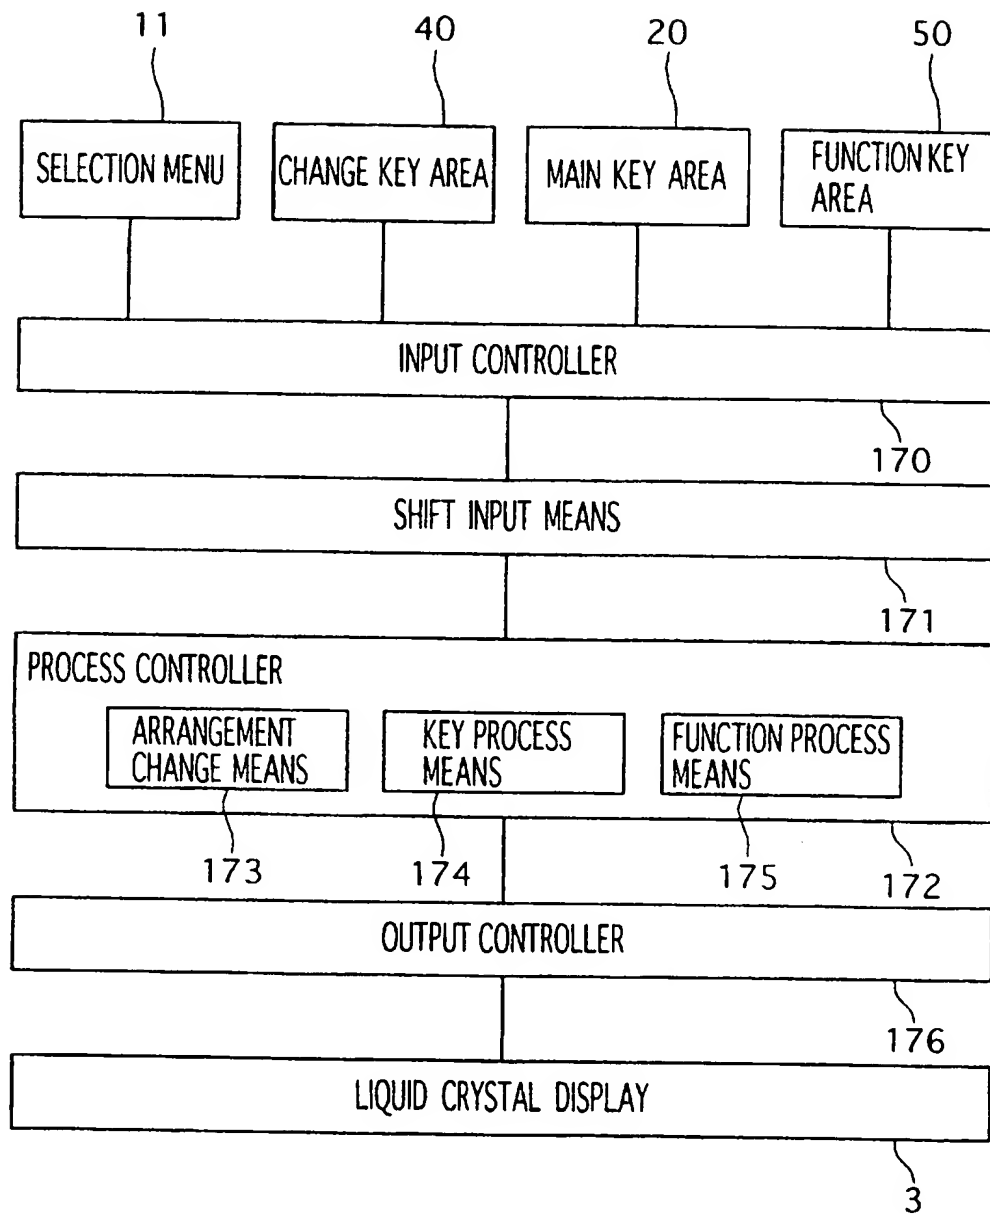 11
40
20
50
SELECTION MENU
CHANGE KEY AREA
MAIN KEY AREA
FUNCTION KEY
AREA
INPUT CONTROLLER
170
SHIFT INPUT MEANS
171
PROCESS CONTROLLER
ARRANGEMENT
CHANGE MEANS
KEY PROCESS
MEANS
FUNCTION PROCESS
MEANS
173
174
175
172
OUTPUT CONTROLLER
176
LIQUID CRYSTAL DISPLAY
3